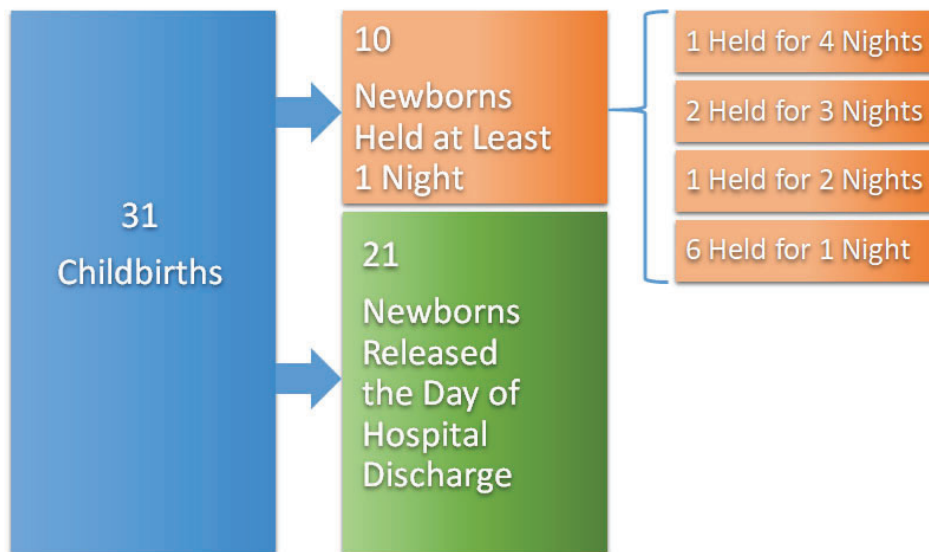 31
Childbirths
10
Newborns
Held at Least
1 Night
21
Newborns
Released
the Day of
Hospital
Discharge
1 Held for 4 Nights
2 Held for 3 Nights
1 Held for 2 Nights
6 Held for 1 Night